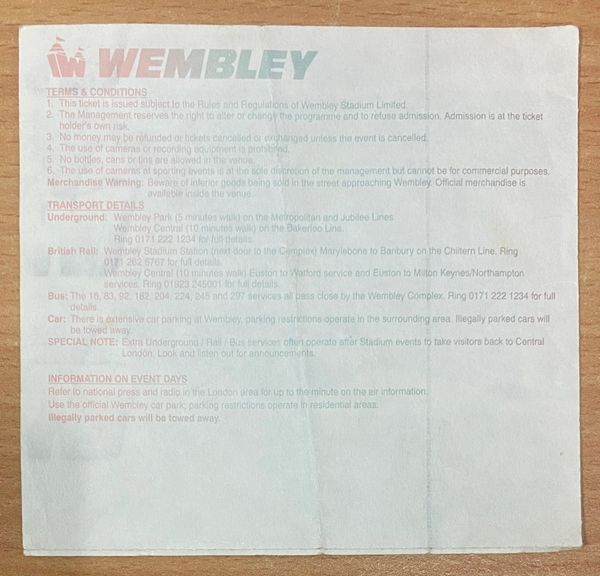 WEMBLEY
TERMS & CONDITIONS
1. This ticket is issued subject to the Rules and Regulations of Wembley Stadium Limited.
2. The Management reserves the right to alter or change the programme and to refuse admission. Admission is at the ticket
holder's own risk.
3. No money may be refunded or tickets cancelled or exchanged unless the event is cancelled.
4. The use of cameras or recording equipment is prohibited.
5. No bottles, cans or tins are allowed in the venue.
6. The use of cameras at sporting events is at the sole discretion of the management but cannot be for commercial purposes.
Merchandise Warning: Beware of inferior goods being sold in the street approaching Wembley. Official merchandise is
available inside the venue.
TRANSPORT DETAILS
Underground: Wembley Park (5 minutes walk) on the Metropolitan and Jubilee Lines.
Wembley Central (10 minutes walk) on the Bakerloo Line.
Ring 0171 222 1234 for full details.
British Rail: Wembley Stadium Station (next door to the Complex) Marylebone to Banbury on the Chiltern Line. Ring
0171 262 6767 for full details.
Wembley Central (10 minutes walk) Euston to Watford service and Euston to Milton Keynes/Northampton
services. Ring 01923 245001 for full details.
Bus: The 18, 83, 92, 182, 204, 224, 245 and 297 services all pass close by the Wembley Complex. Ring 0171 222 1234 for full
details.
Car: There is extensive car parking at Wembley, parking restrictions operate in the surrounding area. Illegally parked cars will
be towed away.
SPECIAL NOTE: Extra Underground / Rail / Bus services often operate after Stadium events to take visitors back to Central
London. Look and listen out for announcements.
INFORMATION ON EVENT DAYS
Refer to national press and radio in the London area for up to the minute on the air information.
Use the official Wembley car park; parking restrictions operate in residential areas.
Illegally parked cars will be towed away.